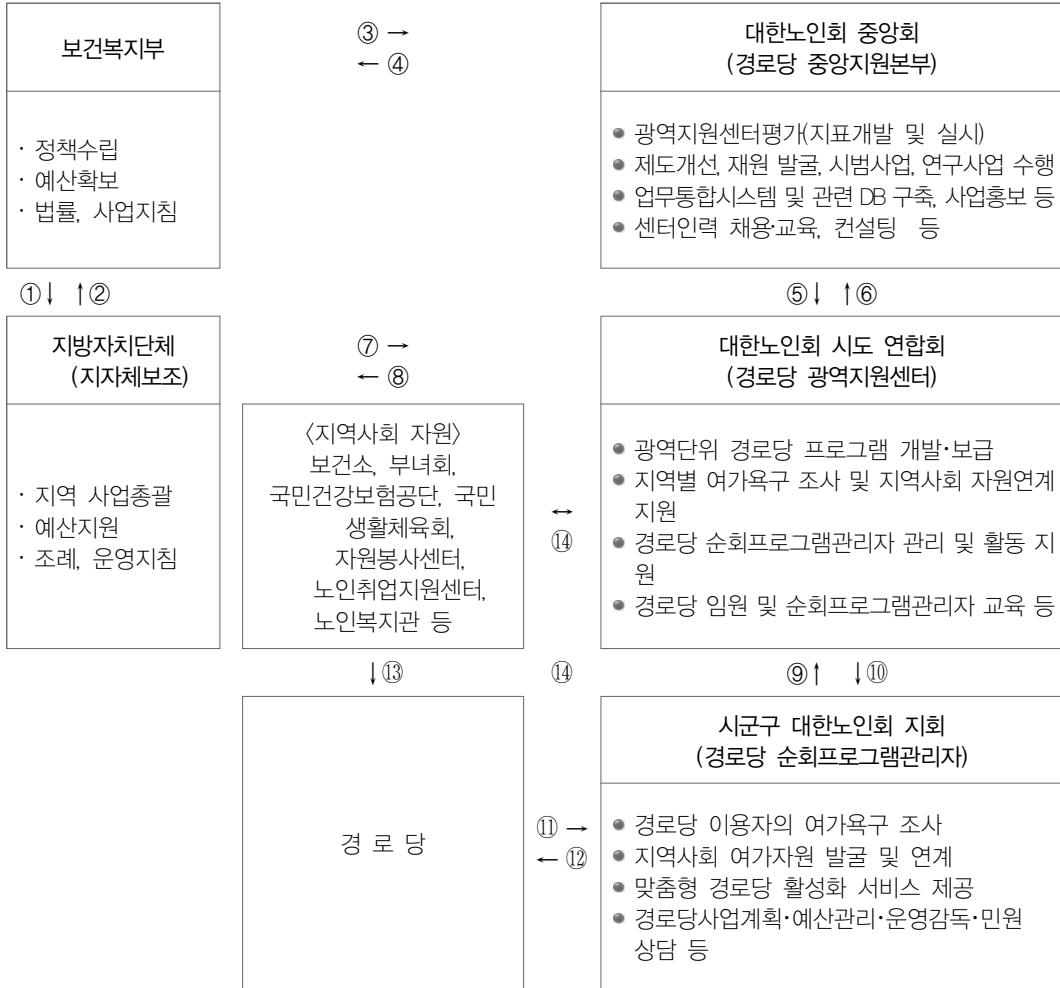 보건복지부
③ →
← ④
대한노인회 중앙회
(경로당 중앙지원본부)
· 정책수립
· 예산확보
· 법률, 사업지침
● 광역지원센터평가(지표개발 및 실시)
● 제도개선, 재원 발굴, 시범사업, 연구사업 수행
● 업무통합시스템 및 관련 DB 구축, 사업홍보 등
● 센터인력 채용·교육, 컨설팅 등
①↓ ↑②
⑤↓ ↑⑥
지방자치단체
(지자체보조)
⑦ →
← ⑧
대한노인회 시도 연합회
(경로당 광역지원센터)
· 지역 사업총괄
· 예산지원
· 조례, 운영지침
〈지역사회 자원〉
보건소, 부녀회,
국민건강보험공단, 국민
생활체육회,
자원봉사센터,
노인취업지원센터,
노인복지관 등
↔
⑭
● 광역단위 경로당 프로그램 개발·보급
● 지역별 여가욕구 조사 및 지역사회 자원연계
지원
● 경로당 순회프로그램관리자 관리 및 활동 지
원
● 경로당 임원 및 순회프로그램관리자 교육 등
↓⑬
⑭
⑨↑ ↓⑩
경 로 당
⑪ →
← ⑫
시군구 대한노인회 지회
(경로당 순회프로그램관리자)
● 경로당 이용자의 여가욕구 조사
● 지역사회 여가자원 발굴 및 연계
● 맞춤형 경로당 활성화 서비스 제공
● 경로당사업계획·예산관리·운영감독·민원
상담 등